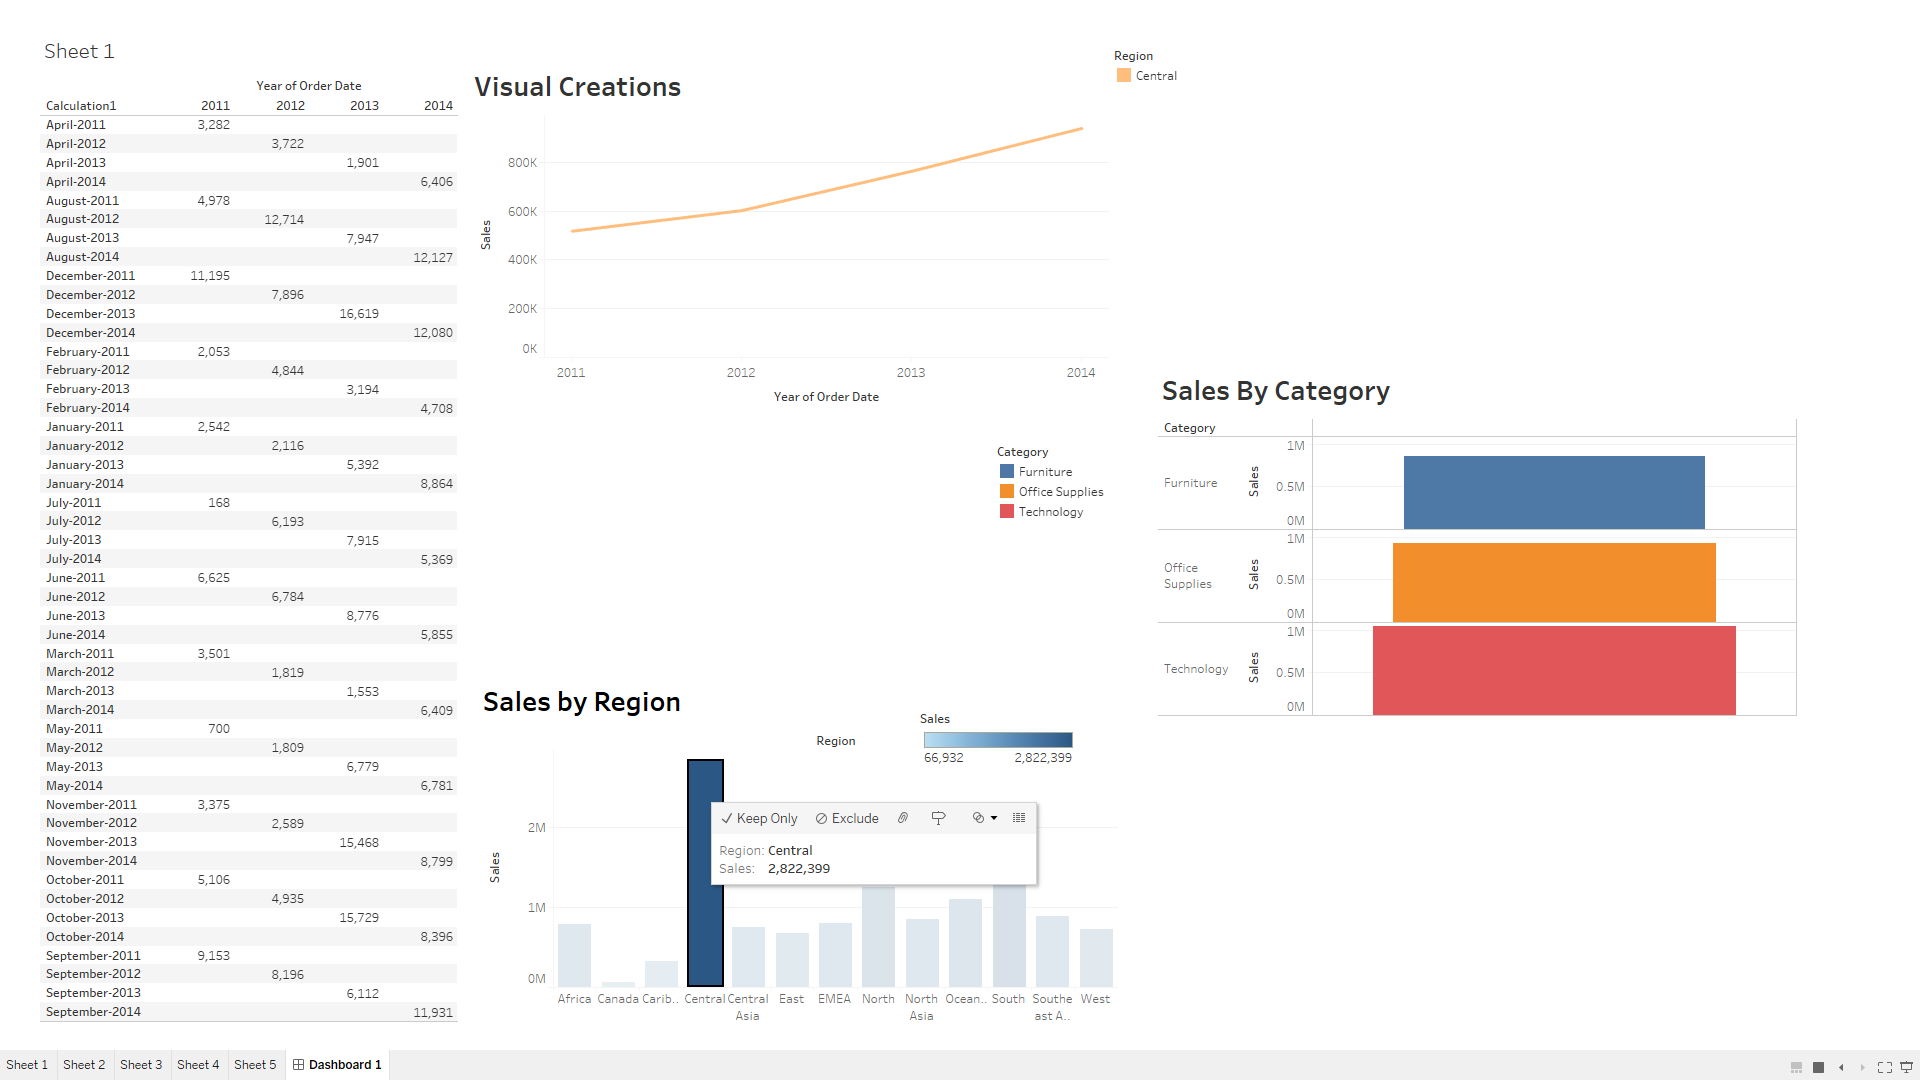 Sheet 1
Year of Order Date
Calculation1 2011 2012 2013 2014
April-2011 3,282
April-2012 3,722
April-2013 1,901
April-2014 6,406
August-2011 4,978
August-2012 12,714
August-2013 7,947
August-2014 12,127
December-2011 11,195
December-2012 7,896
December-2013 16,619
December-2014 12,080
February-2011 2,053
February-2012 4,844
February-2013 3,194
February-2014 4,708
January-2011 2,542
January-2012 2,116
January-2013 5,392
January-2014 8,864
July-2011 168
July-2012 6,193
July-2013 7,915
July-2014 5,369
June-2011 6,625
June-2012 6,784
June-2013 8,776
June-2014 5,855
March-2011 3,501
March-2012 1,819
March-2013 1,553
March-2014 6,409
May-2011 700
May-2012 1,809
May-2013 6,779
May-2014 6,781
November-2011 3,375
November-2012 2,589
November-2013 15,468
November-2014 8,799
October-2011 5,106
October-2012 4,935
October-2013 15,729
October-2014 8,396
September-2011 9,153
September-2012 8,196
September-2013 6,112
September-2014 11,931
Visual Creations
Sales
800K
600K
400K
200K
0K
2011 2012 2013 2014
Year of Order Date
Region
Central
Category
Furniture
Office Supplies
Technology
Sales By Category
Category
Furniture
Sales
1M
0.5M
0M
Office
Supplies
Sales
1M
0.5M
0M
Technology
Sales
1M
0.5M
0M
Sales by Region
Region
Sales
66,932 2,822,399
Sales
2M
1M
0M
Keep Only Exclude
Region: Central
Sales: 2,822,399
Africa Canada Carib.. Central Central Asia East EMEA North North Asia Ocean.. South Southe ast A.. West
Sheet 1 Sheet 2 Sheet 3 Sheet 4 Sheet 5 Dashboard 1